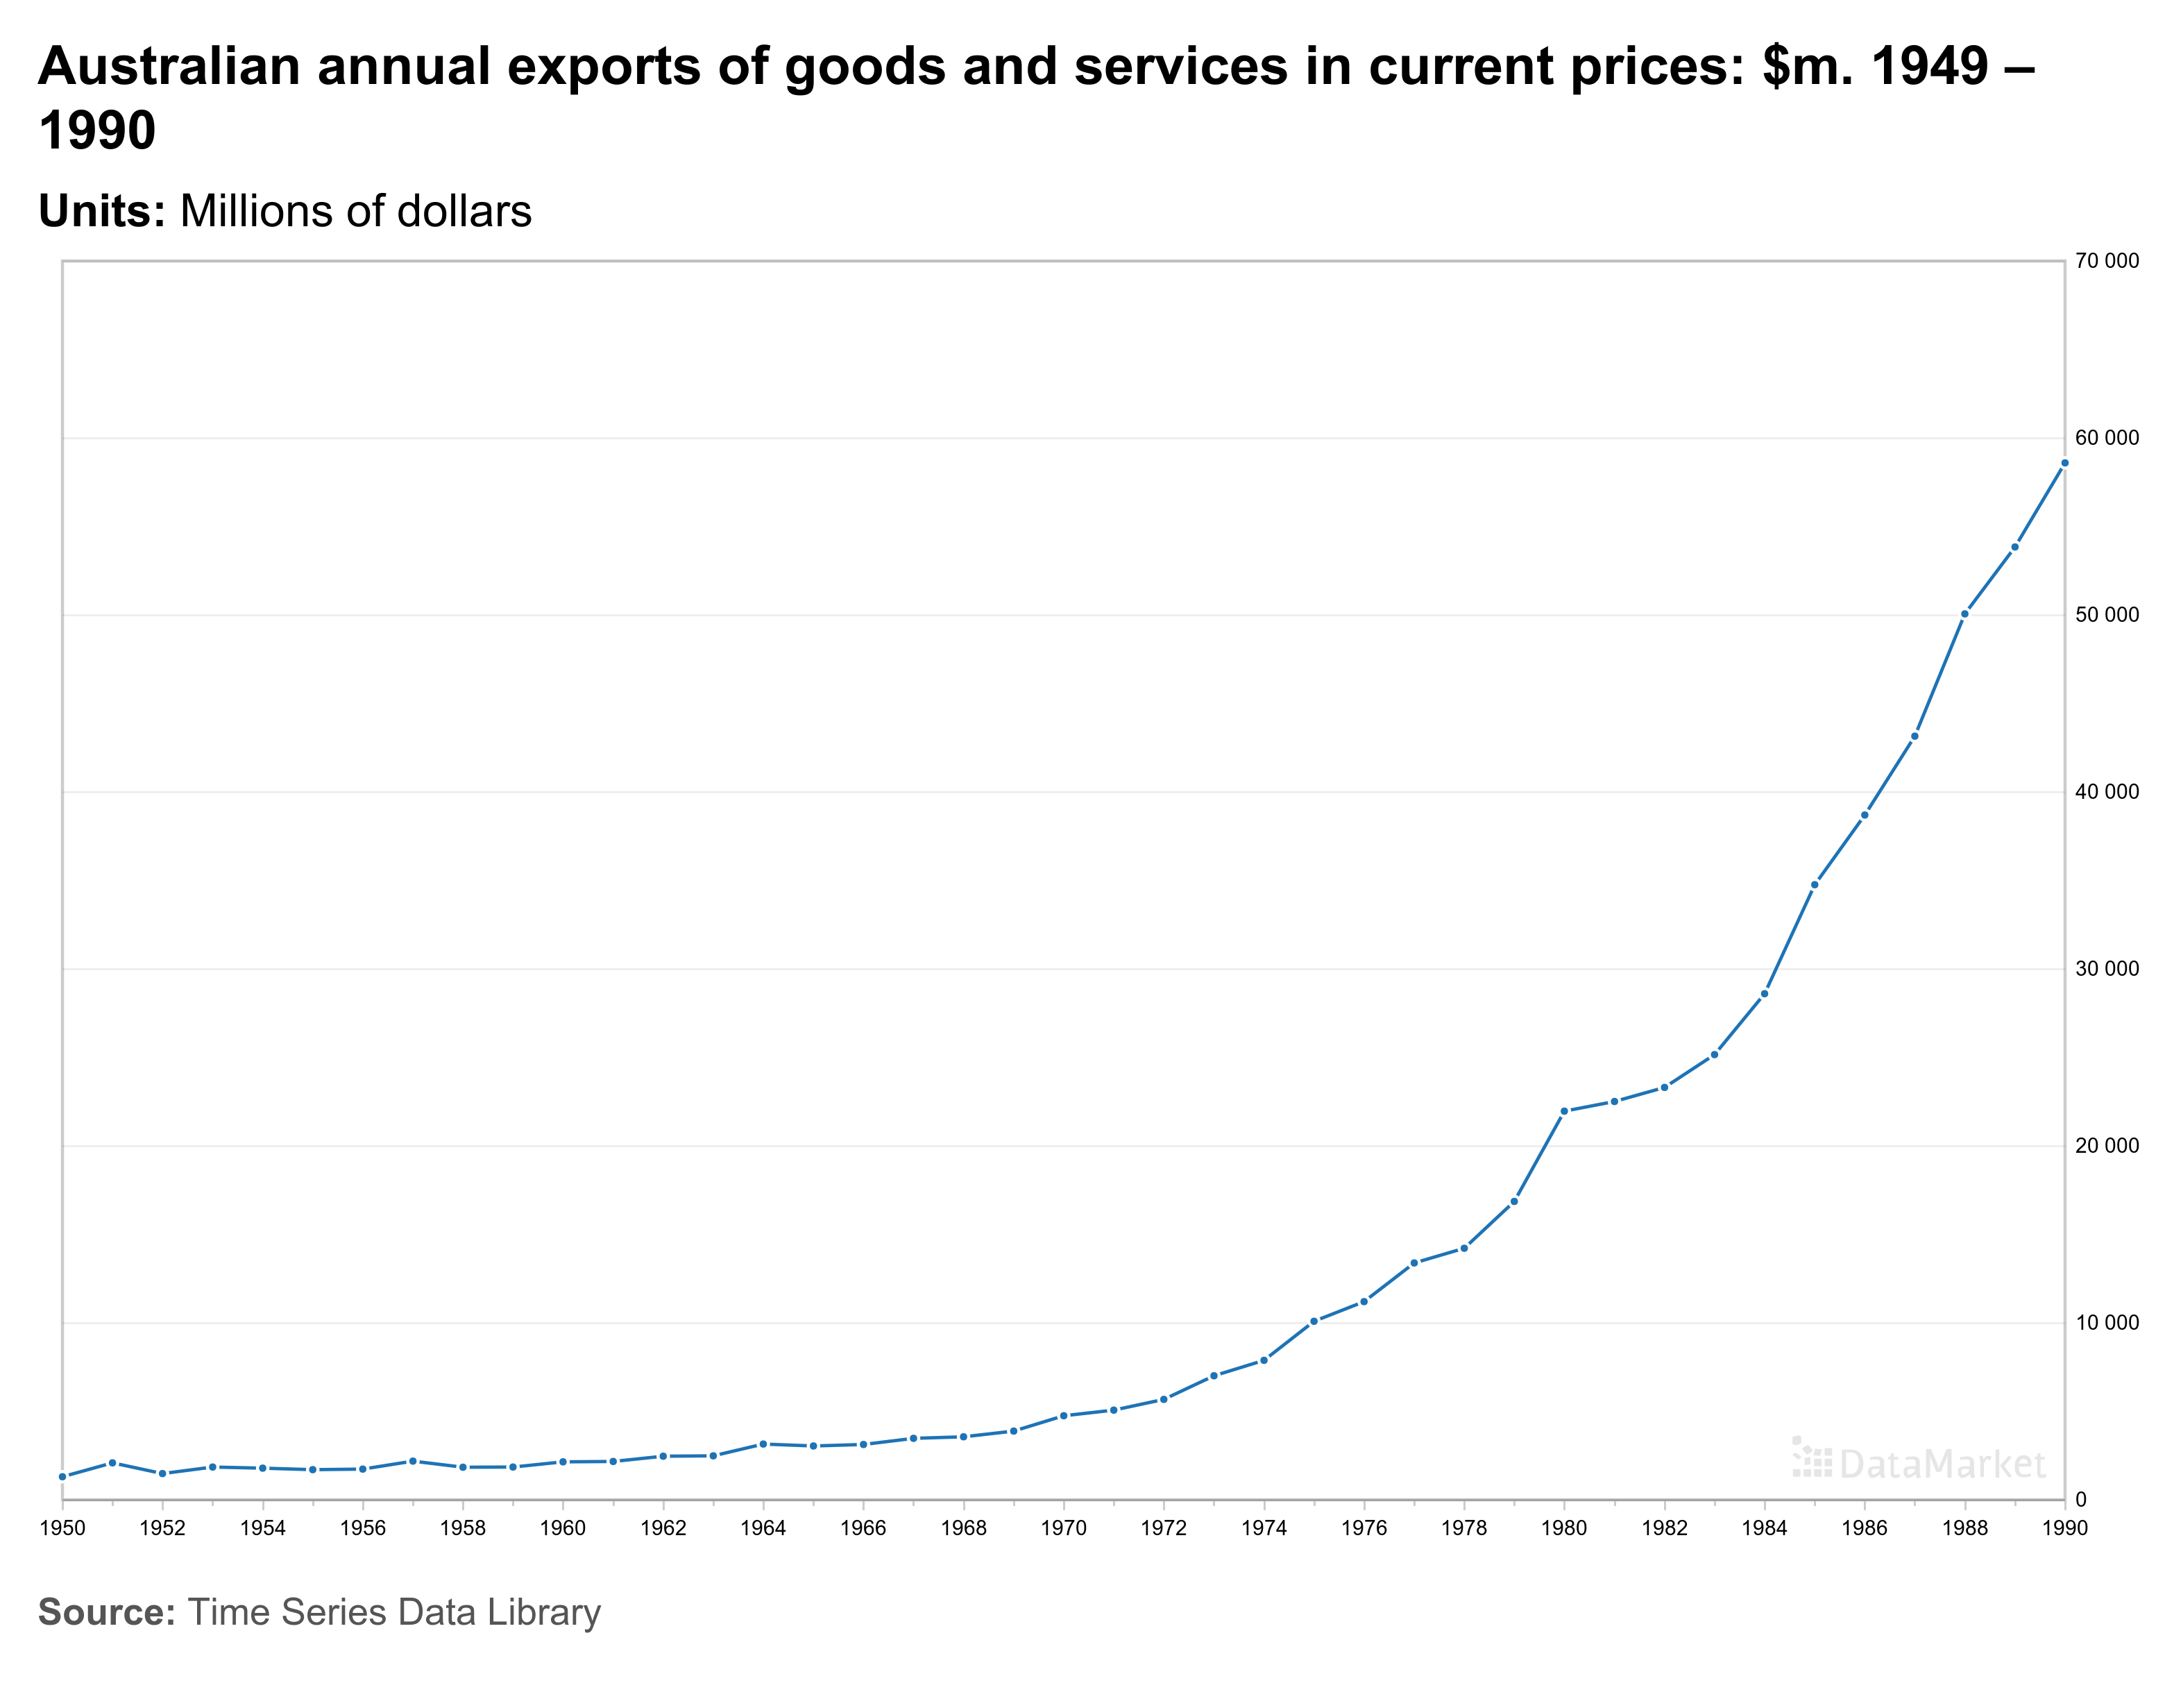 Australian annual exports of goods and services in current prices: $m. 1949 –
1990
Units: Millions of dollars
70 000
60 000
50 000
40 000
30 000
20 000
10 000
DataMarket
0
1950 1952 1954 1956 1958 1960 1962 1964 1966 1968 1970 1972 1974 1976 1978 1980 1982 1984 1986 1988 1990
Source: Time Series Data Library